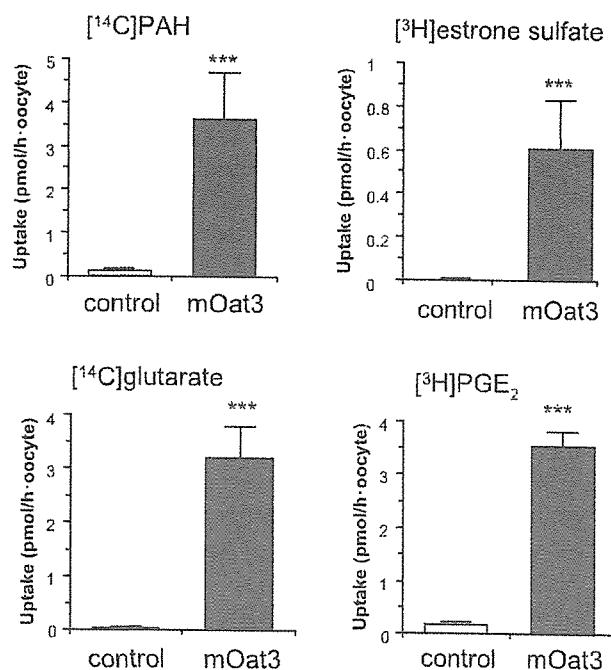 [¹⁴C]PAH
***
Uptake (pmol/h·oocyte)
5
4
3
2
1
0
control mOat3
[³H]estrone sulfate
***
Uptake (pmol/h·oocyte)
1
0.8
0.6
0.4
0.2
0
control mOat3
[¹⁴C]glutarate
***
Uptake (pmol/h·oocyte)
4
3
2
1
0
control mOat3
[³H]PGE₂
***
Uptake (pmol/h·oocyte)
4
3
2
1
0
control mOat3